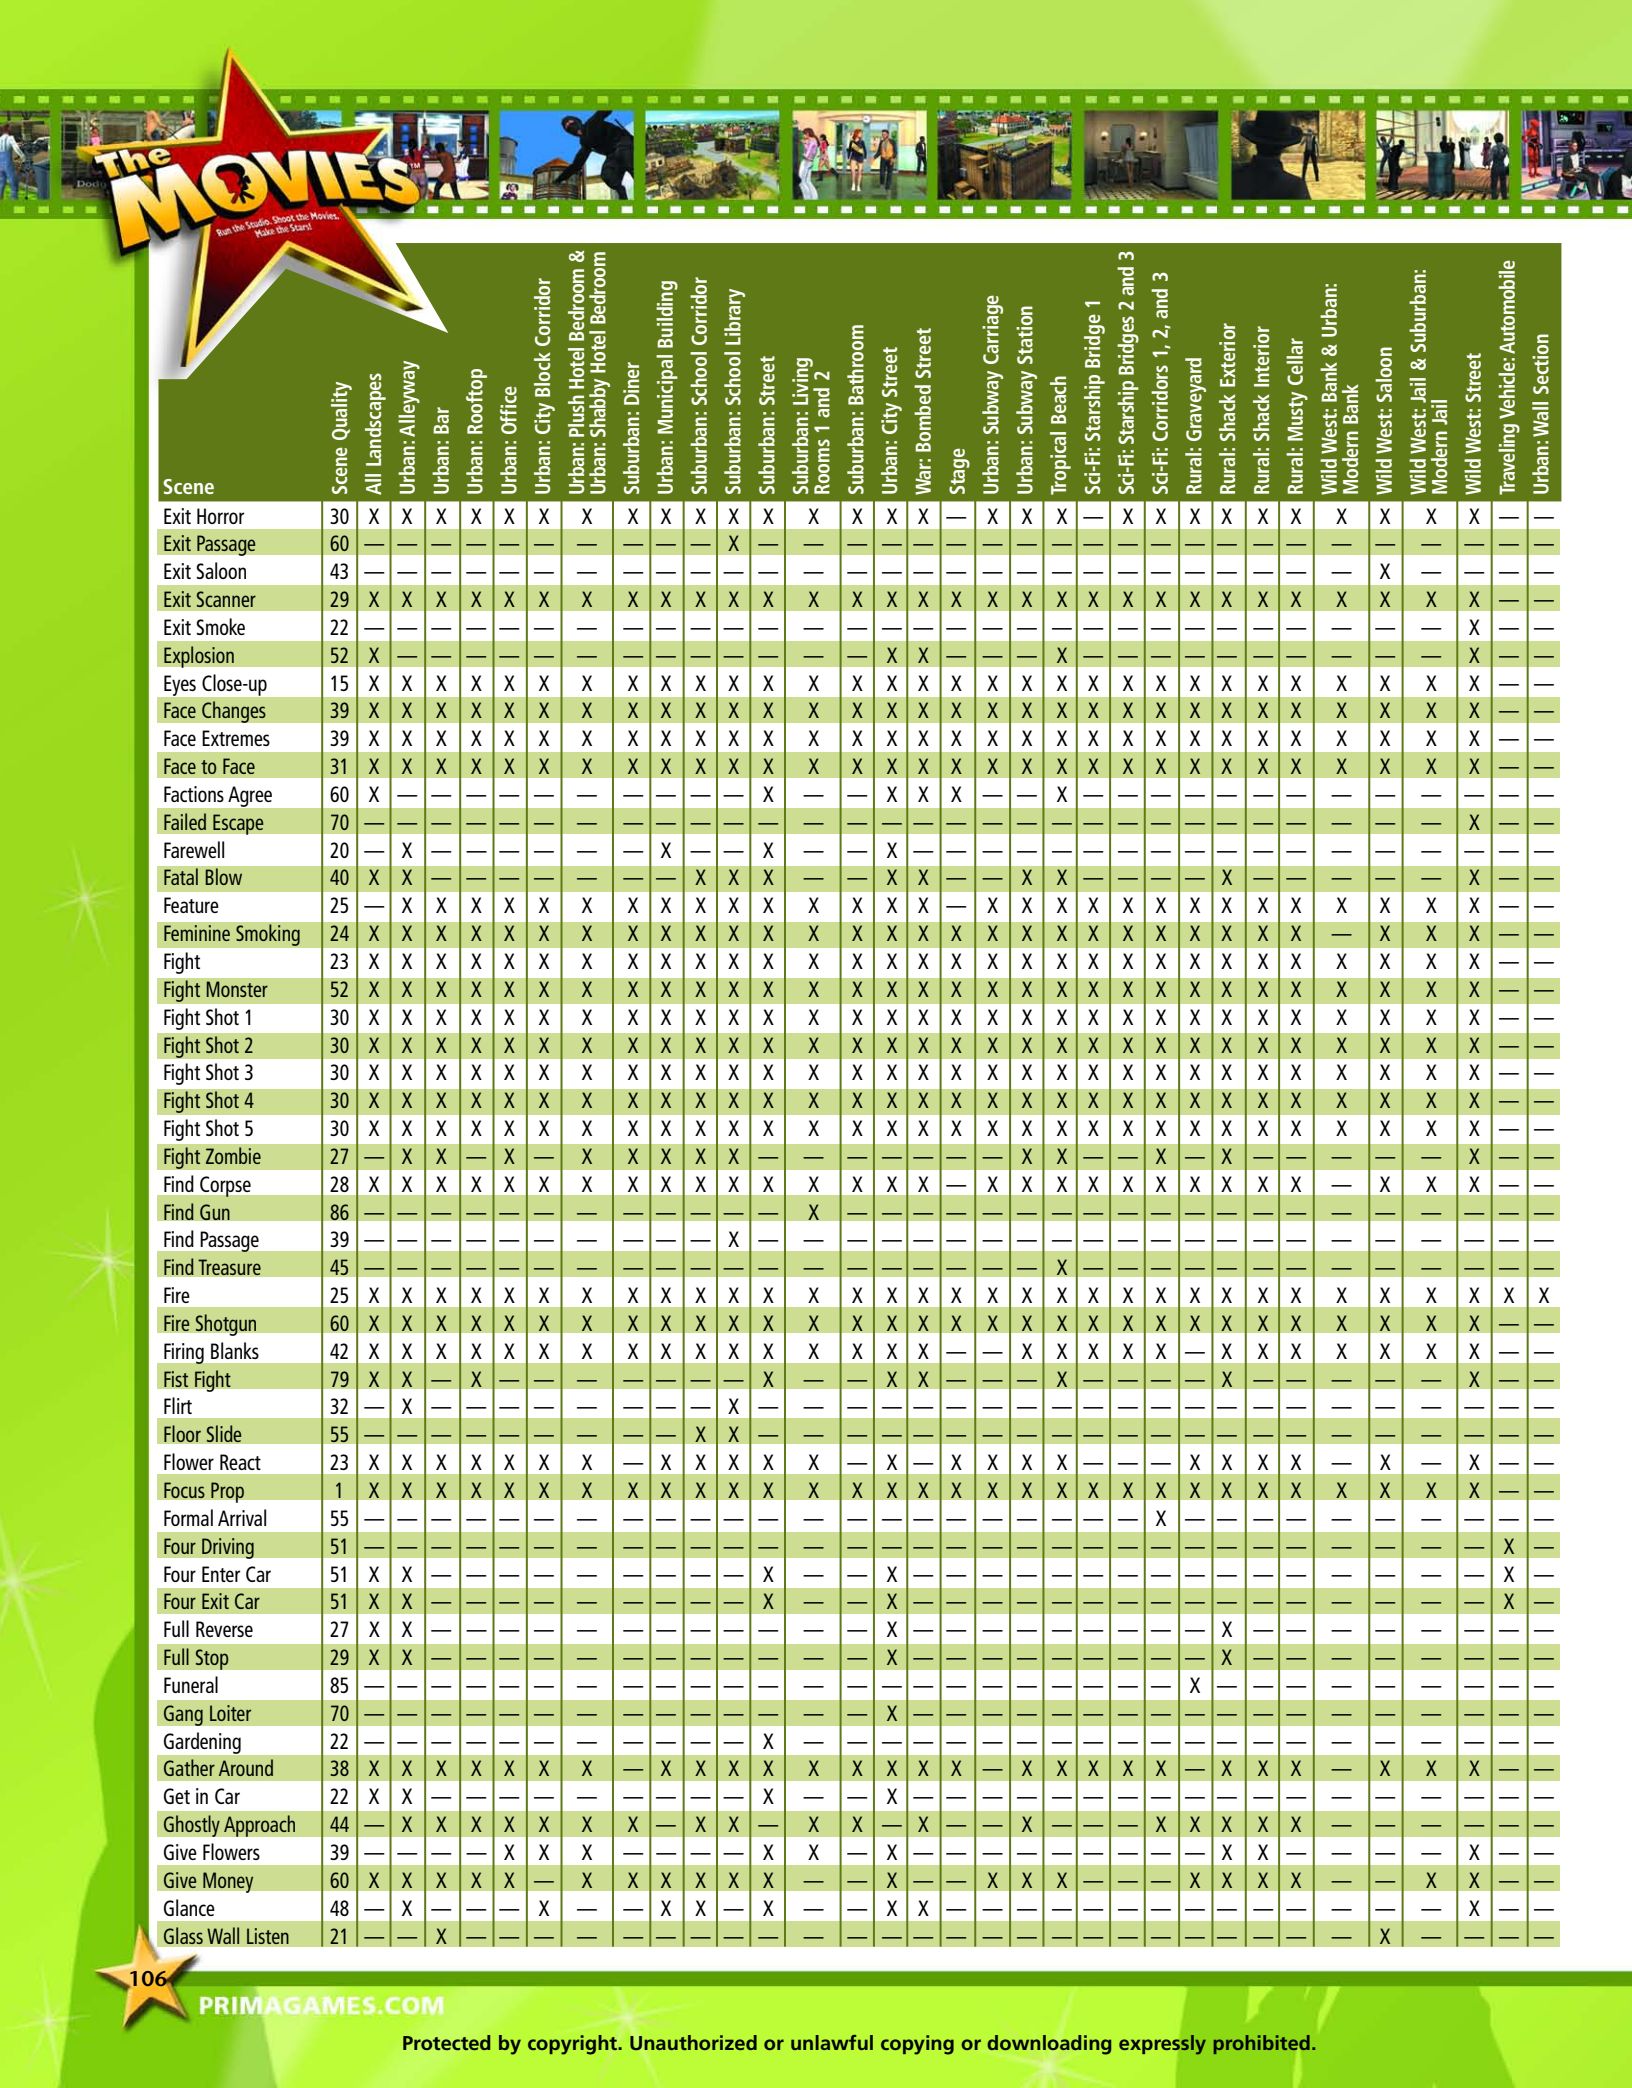 The
MOVIES™
Run the Studio. Shoot the Movies.
Make the Stars!
Scene
Scene Quality
All Landscapes
Urban: Alleyway
Urban: Bar
Urban: Rooftop
Urban: Office
Urban: City Block Corridor
Urban: Plush Hotel Bedroom &
Urban: Shabby Hotel Bedroom
Suburban: Diner
Urban: Municipal Building
Suburban: School Corridor
Suburban: School Library
Suburban: Street
Suburban: Living
Rooms 1 and 2
Suburban: Bathroom
Urban: City Street
War: Bombed Street
Stage
Urban: Subway Carriage
Urban: Subway Station
Tropical Beach
Sci-Fi: Starship Bridge 1
Sci-Fi: Starship Bridges 2 and 3
Sci-Fi: Corridors 1, 2, and 3
Rural: Graveyard
Rural: Shack Exterior
Rural: Shack Interior
Rural: Musty Cellar
Wild West: Bank & Urban:
Modern Bank
Wild West: Saloon
Wild West: Jail & Suburban:
Modern Jail
Wild West: Street
Traveling Vehicle: Automobile
Urban: Wall Section
Exit Horror 30 X X X X X X X X X X X X X X X X — X X X — X X X X X X X X X X — —
Exit Passage 60 — — — — — — — — — — X — — — — — — — — — — — — — — — — — — — — — —
Exit Saloon 43 — — — — — — — — — — — — — — — — — — — — — — — — — — — — X — — — —
Exit Scanner 29 X X X X X X X X X X X X X X X X X X X X X X X X X X X X X X X — —
Exit Smoke 22 — — — — — — — — — — — — — — — — — — — — — — — — — — — — — — X — —
Explosion 52 X — — — — — — — — — — — — — X X — — — X — — — — — — — — — — X — —
Eyes Close-up 15 X X X X X X X X X X X X X X X X X X X X X X X X X X X X X X X — —
Face Changes 39 X X X X X X X X X X X X X X X X X X X X X X X X X X X X X X X — —
Face Extremes 39 X X X X X X X X X X X X X X X X X X X X X X X X X X X X X X X — —
Face to Face 31 X X X X X X X X X X X X X X X X X X X X X X X X X X X X X X X — —
Factions Agree 60 X — — — — — — — — — — X — — X X X — — X — — — — — — — — — — — — —
Failed Escape 70 — — — — — — — — — — — — — — — — — — — — — — — — — — — — — — X — —
Farewell 20 — X — — — — — — X — — X — — X — — — — — — — — — — — — — — — — — —
Fatal Blow 40 X X — — — — — — — X X X — — X X — — X X — — — — X — — — — — X — —
Feature 25 — X X X X X X X X X X X X X X X — X X X X X X X X X X X X X X — —
Feminine Smoking 24 X X X X X X X X X X X X X X X X X X X X X X X X X X X — X X X — —
Fight 23 X X X X X X X X X X X X X X X X X X X X X X X X X X X X X X X — —
Fight Monster 52 X X X X X X X X X X X X X X X X X X X X X X X X X X X X X X X — —
Fight Shot 1 30 X X X X X X X X X X X X X X X X X X X X X X X X X X X X X X X — —
Fight Shot 2 30 X X X X X X X X X X X X X X X X X X X X X X X X X X X X X X X — —
Fight Shot 3 30 X X X X X X X X X X X X X X X X X X X X X X X X X X X X X X X — —
Fight Shot 4 30 X X X X X X X X X X X X X X X X X X X X X X X X X X X X X X X — —
Fight Shot 5 30 X X X X X X X X X X X X X X X X X X X X X X X X X X X X X X X — —
Fight Zombie 27 — X X — X — X X X X X — — — — — — — X X — — X — X — — — — — X — —
Find Corpse 28 X X X X X X X X X X X X X X X X — X X X X X X X X X X — X X X — —
Find Gun 86 — — — — — — — — — — — — X — — — — — — — — — — — — — — — — — — — —
Find Passage 39 — — — — — — — — — — X — — — — — — — — — — — — — — — — — — — — — —
Find Treasure 45 — — — — — — — — — — — — — — — — — — — X — — — — — — — — — — — — —
Fire 25 X X X X X X X X X X X X X X X X X X X X X X X X X X X X X X X X X
Fire Shotgun 60 X X X X X X X X X X X X X X X X X X X X X X X X X X X X X X X — —
Firing Blanks 42 X X X X X X X X X X X X X X X X — — X X X X X — X X X X X X X — —
Fist Fight 79 X X — X — — — — — — — X — — X X — — — X — — — — X — — — — — X — —
Flirt 32 — X — — — — — — — — X — — — — — — — — — — — — — — — — — — — — — —
Floor Slide 55 — — — — — — — — — X X — — — — — — — — — — — — — — — — — — — — — —
Flower React 23 X X X X X X X — X X X X X — X — X X X X — — — X X X X — X — X — —
Focus Prop 1 X X X X X X X X X X X X X X X X X X X X X X X X X X X X X X X — —
Formal Arrival 55 — — — — — — — — — — — — — — — — — — — — — — X — — — — — — — — — —
Four Driving 51 — — — — — — — — — — — — — — — — — — — — — — — — — — — — — — — X —
Four Enter Car 51 X X — — — — — — — — — X — — X — — — — — — — — — — — — — — — — X —
Four Exit Car 51 X X — — — — — — — — — X — — X — — — — — — — — — — — — — — — — X —
Full Reverse 27 X X — — — — — — — — — — — — X — — — — — — — — — X — — — — — — — —
Full Stop 29 X X — — — — — — — — — — — — X — — — — — — — — — X — — — — — — — —
Funeral 85 — — — — — — — — — — — — — — — — — — — — — — — X — — — — — — — — —
Gang Loiter 70 — — — — — — — — — — — — — — X — — — — — — — — — — — — — — — — — —
Gardening 22 — — — — — — — — — — — X — — — — — — — — — — — — — — — — — — — — —
Gather Around 38 X X X X X X X — X X X X X X X X X — X X X X X — X X X — X X X — —
Get in Car 22 X X — — — — — — — — — X — — X — — — — — — — — — — — — — — — — — —
Ghostly Approach 44 — X X X X X X X — X X — X X — X — — X — — — X X X X X — — — — — —
Give Flowers 39 — — — — X X X — — — — X X — X — — — — — — — — — X X — — — — X — —
Give Money 60 X X X X X — X X X X X X — — X — — X X X — — — X X X X — — X X — —
Glance 48 — X — — — X — — X X — X — — X X — — — — — — — — — — — — — — X — —
Glass Wall Listen 21 — — X — — — — — — — — — — — — — — — — — — — — — — — — — X — — — —
106
PRIMAGAMES.COM
Protected by copyright. Unauthorized or unlawful copying or downloading expressly prohibited.